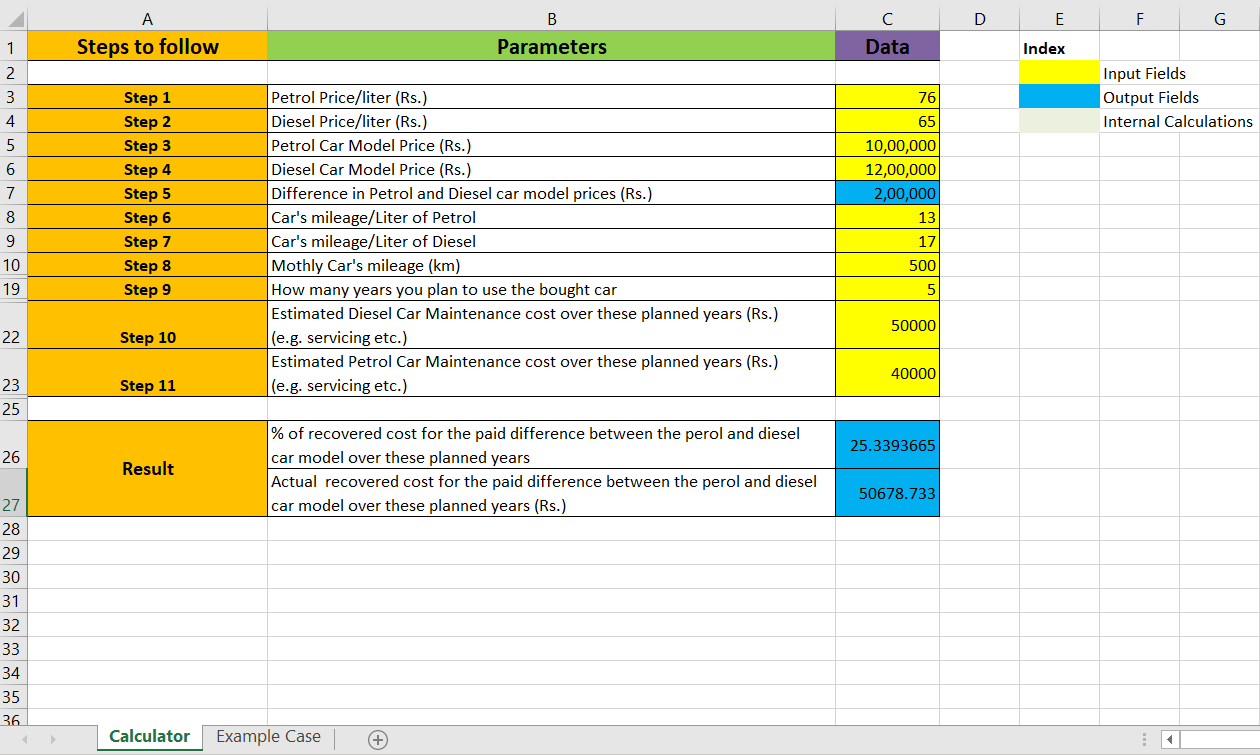 A B C D E F G
1 Steps to follow Parameters Data Index
2 Input Fields
3 Step 1 Petrol Price/liter (Rs.) 76 Output Fields
4 Step 2 Diesel Price/liter (Rs.) 65 Internal Calculations
5 Step 3 Petrol Car Model Price (Rs.) 10,00,000
6 Step 4 Diesel Car Model Price (Rs.) 12,00,000
7 Step 5 Difference in Petrol and Diesel car model prices (Rs.) 2,00,000
8 Step 6 Car's mileage/Liter of Petrol 13
9 Step 7 Car's mileage/Liter of Diesel 17
10 Step 8 Mothly Car's mileage (km) 500
19 Step 9 How many years you plan to use the bought car 5
Estimated Diesel Car Maintenance cost over these planned years (Rs.) 50000
22 Step 10 (e.g. servicing etc.)
Estimated Petrol Car Maintenance cost over these planned years (Rs.) 40000
23 Step 11 (e.g. servicing etc.)
25
% of recovered cost for the paid difference between the perol and diesel 25.3393665
26 car model over these planned years
Result
Actual  recovered cost for the paid difference between the perol and diesel 50678.733
27 car model over these planned years (Rs.)
28
29
30
31
32
33
34
35
36
Calculator Example Case